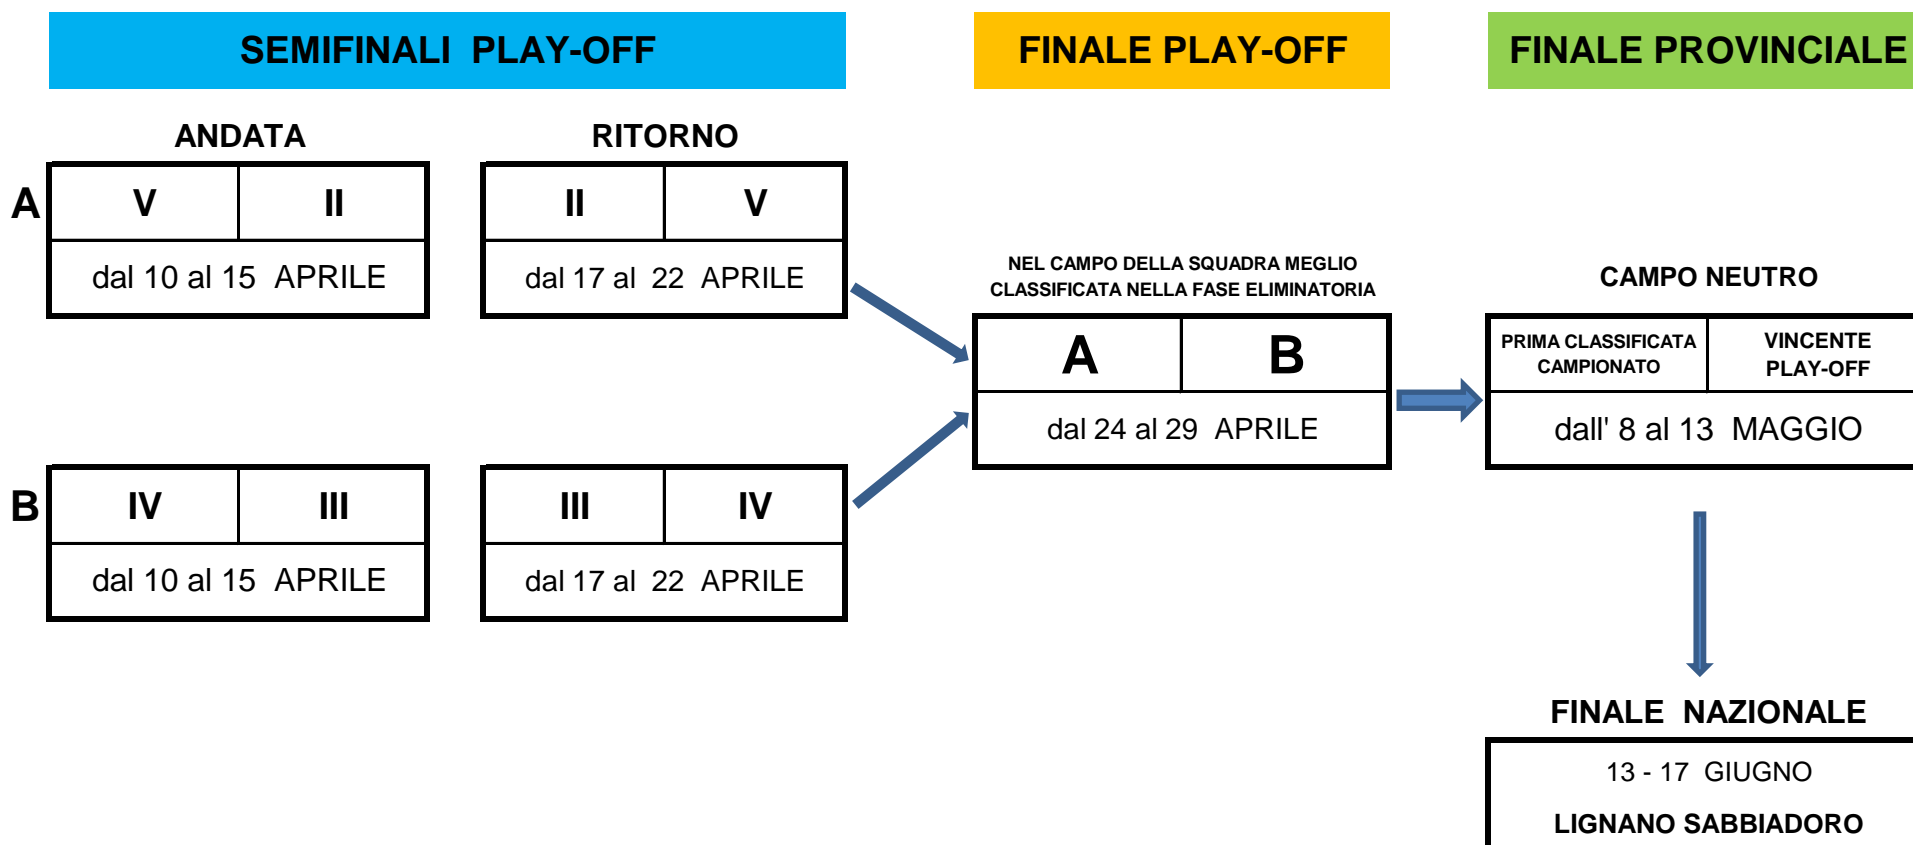 SEMIFINALI PLAY-OFF
FINALE PLAY-OFF
FINALE PROVINCIALE
ANDATA
RITORNO
A
V II
II V
dal 10 al 15 APRILE
dal 17 al 22 APRILE
NEL CAMPO DELLA SQUADRA MEGLIO
CLASSIFICATA NELLA FASE ELIMINATORIA
A B
dal 24 al 29 APRILE
CAMPO NEUTRO
PRIMA CLASSIFICATA
CAMPIONATO
VINCENTE
PLAY-OFF
dall' 8 al 13 MAGGIO
B
IV III
III IV
dal 10 al 15 APRILE
dal 17 al 22 APRILE
FINALE NAZIONALE
13 - 17 GIUGNO
LIGNANO SABBIADORO